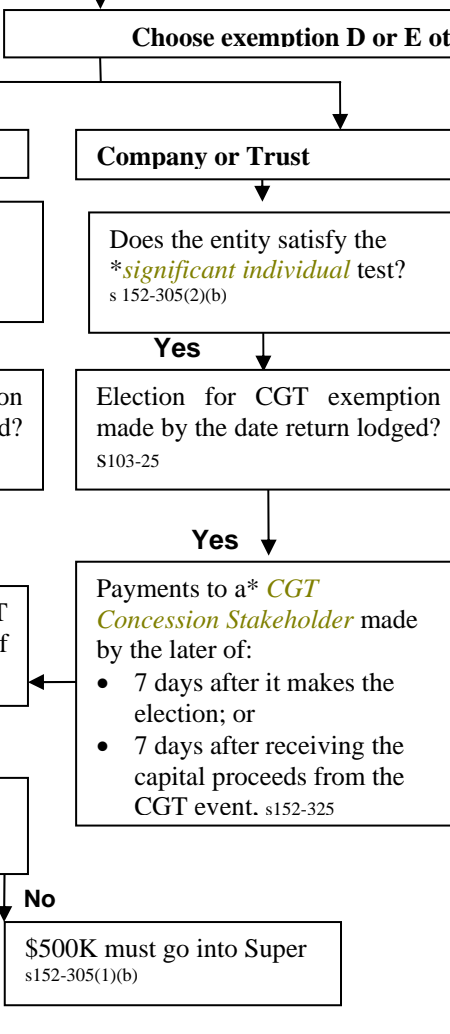 Choose exemption D or E ot
Company or Trust
Does the entity satisfy the
*significant individual test?
s 152-305(2)(b)
Yes
on
d?
Election for CGT exemption
made by the date return lodged?
s103-25
Yes
T
f
Payments to a* CGT
Concession Stakeholder made
by the later of:
• 7 days after it makes the
election; or
• 7 days after receiving the
capital proceeds from the
CGT event. s152-325
No
$500K must go into Super
s152-305(1)(b)